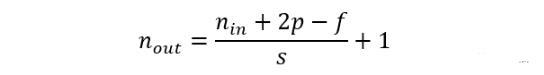 n_out = (n_in + 2p − f) / s + 1